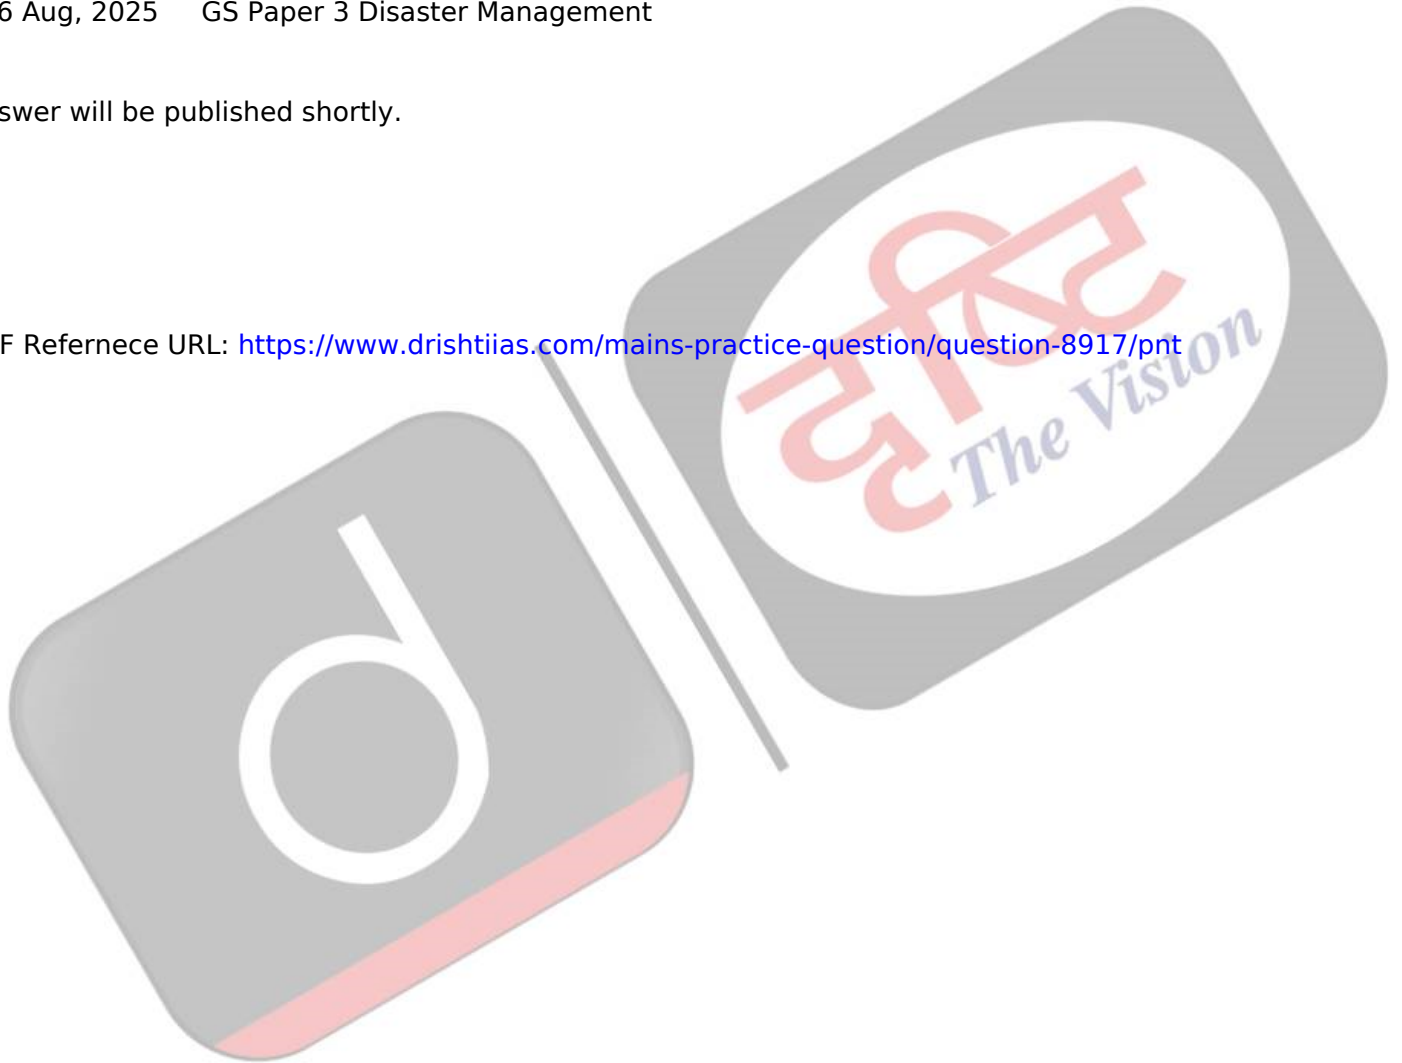 6 Aug, 2025 GS Paper 3 Disaster Management
swer will be published shortly.
F Refernece URL: https://www.drishtiias.com/mains-practice-question/question-8917/pnt
दृष्टि
The Vision
d